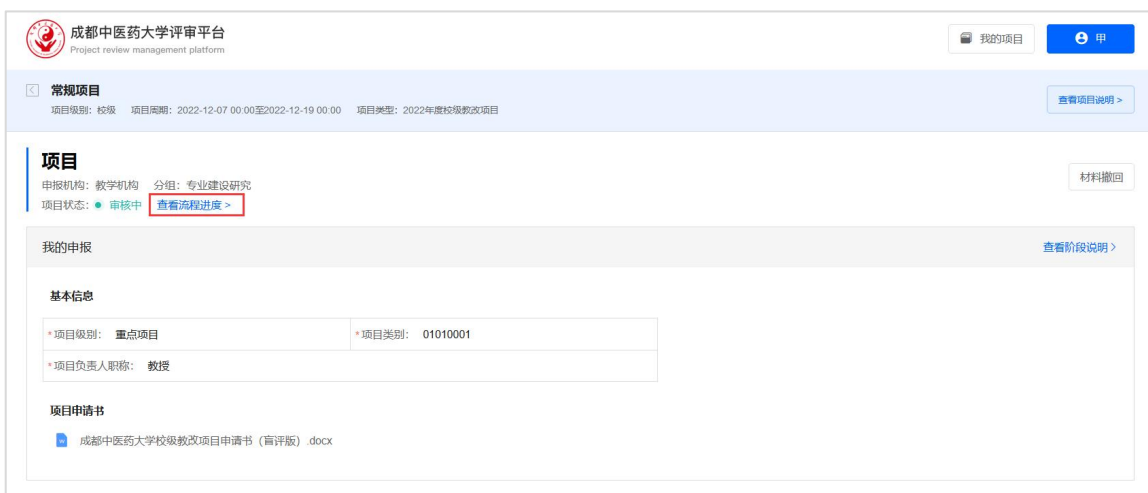 成都中医药大学评审平台
Project review management platform
我的项目
甲
常规项目
项目级别：校级 项目周期：2022-12-07 00:00至2022-12-19 00:00 项目类型：2022年度校级教改项目
查看项目说明 >
项目
申报机构：教学机构 分组：专业建设研究
材料撤回
项目状态：● 审核中 查看流程进度 >
我的申报
查看阶段说明 >
基本信息
*项目级别： 重点项目
*项目类别： 01010001
*项目负责人职称： 教授
项目申请书
成都中医药大学校级教改项目申请书（盲评版）.docx